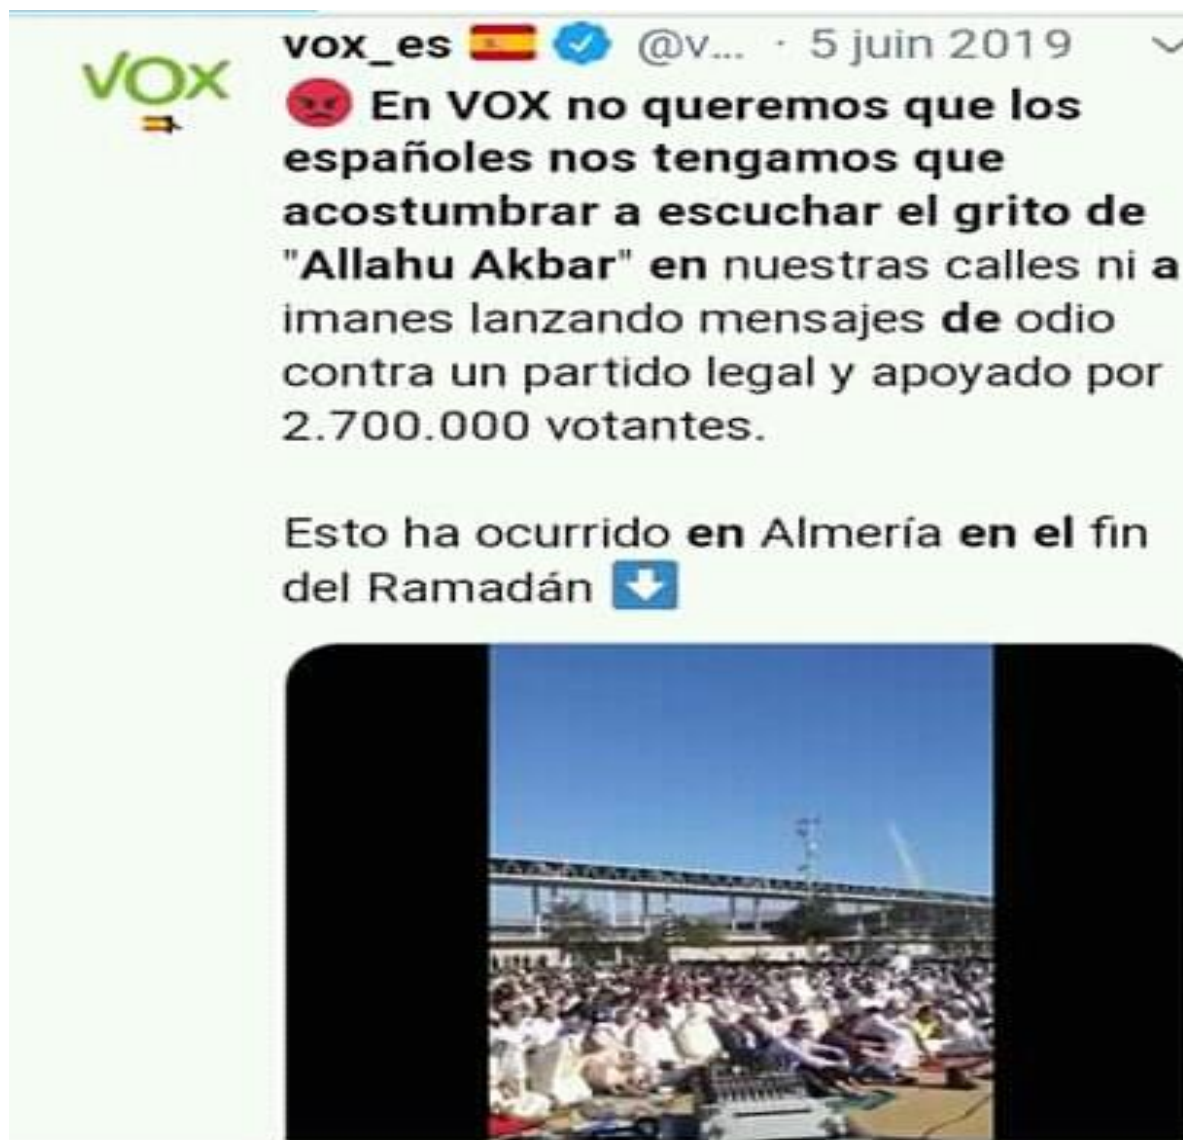 VOX
vox_es 🇪🇸 @v... · 5 juin 2019
😡 En VOX no queremos que los
españoles nos tengamos que
acostumbrar a escuchar el grito de
"Allahu Akbar" en nuestras calles ni a
imanes lanzando mensajes de odio
contra un partido legal y apoyado por
2.700.000 votantes.
Esto ha ocurrido en Almería en el fin
del Ramadán ⬇️